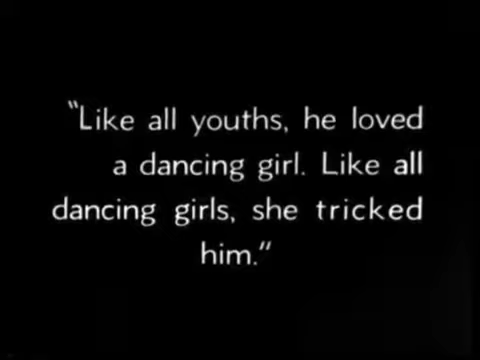 "Like all youths, he loved
a dancing girl. Like all
dancing girls, she tricked
him."